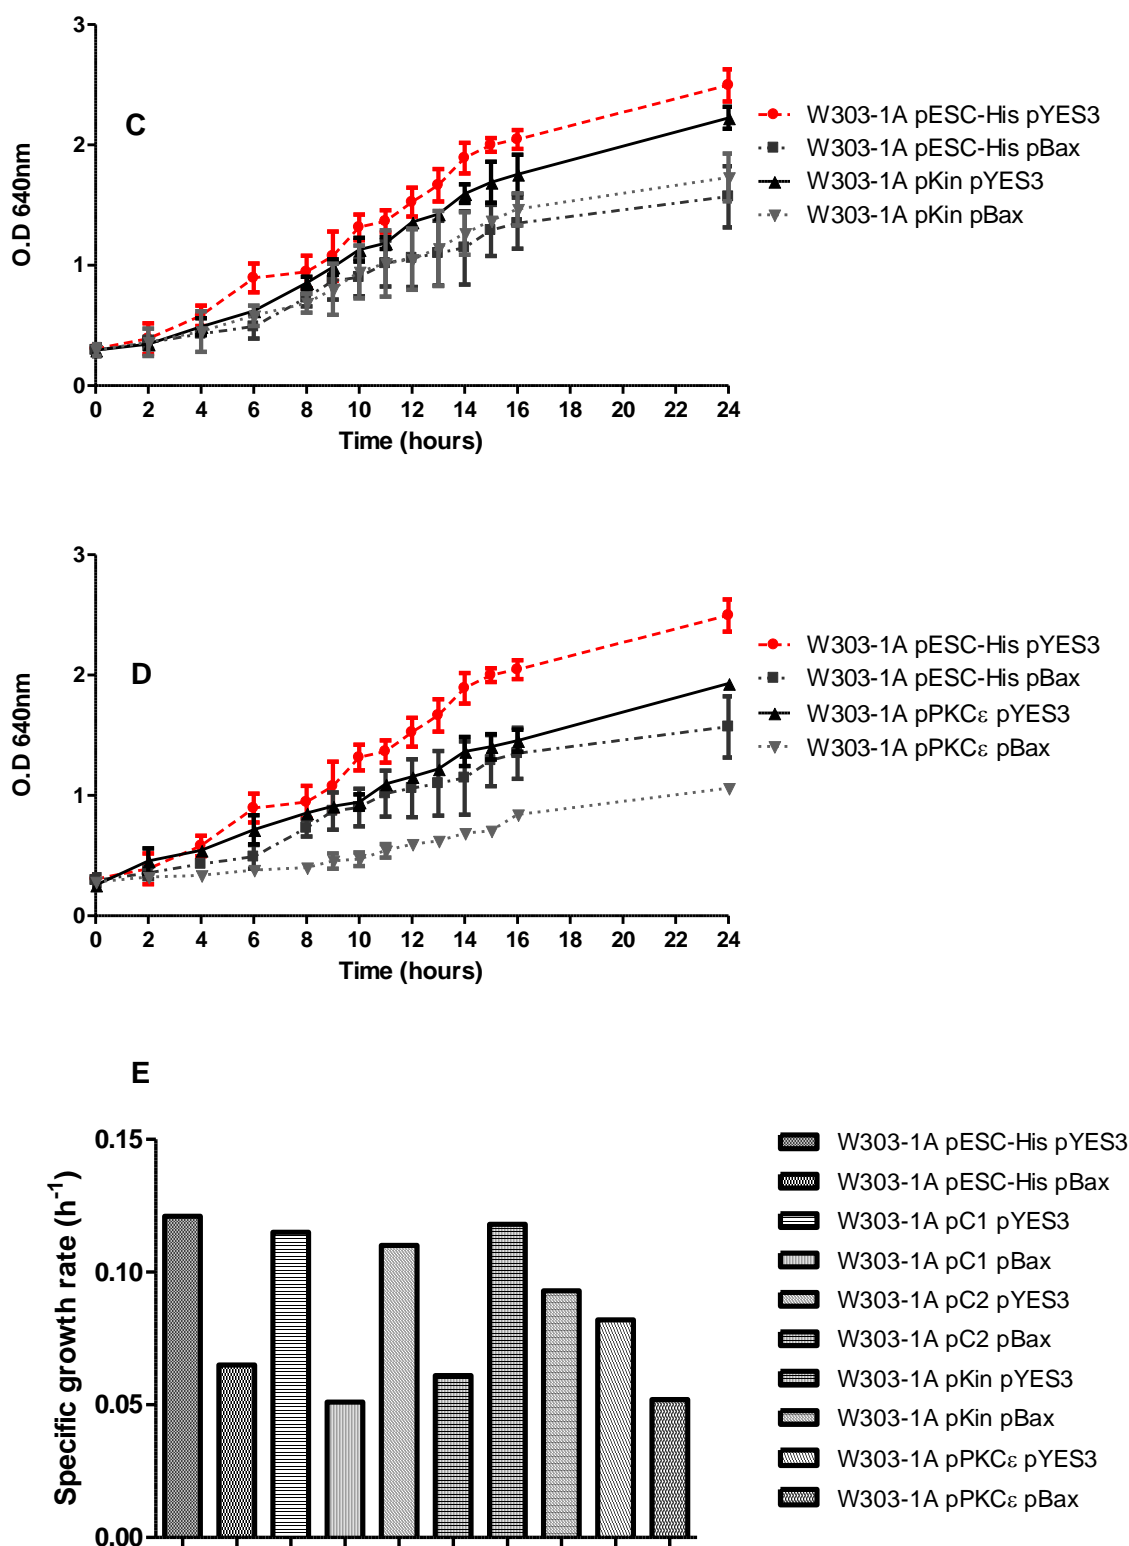 3
C
2
1
0
O.D 640nm
0 2 4 6 8 10 12 14 16 18 20 22 24
Time (hours)
W303-1A pESC-His pYES3
W303-1A pESC-His pBax
W303-1A pKin pYES3
W303-1A pKin pBax
3
D
2
1
0
O.D 640nm
0 2 4 6 8 10 12 14 16 18 20 22 24
Time (hours)
W303-1A pESC-His pYES3
W303-1A pESC-His pBax
W303-1A pPKCε pYES3
W303-1A pPKCε pBax
E
0.15
0.10
0.05
0.00
Specific growth rate (h⁻¹)
W303-1A pESC-His pYES3
W303-1A pESC-His pBax
W303-1A pC1 pYES3
W303-1A pC1 pBax
W303-1A pC2 pYES3
W303-1A pC2 pBax
W303-1A pKin pYES3
W303-1A pKin pBax
W303-1A pPKCε pYES3
W303-1A pPKCε pBax